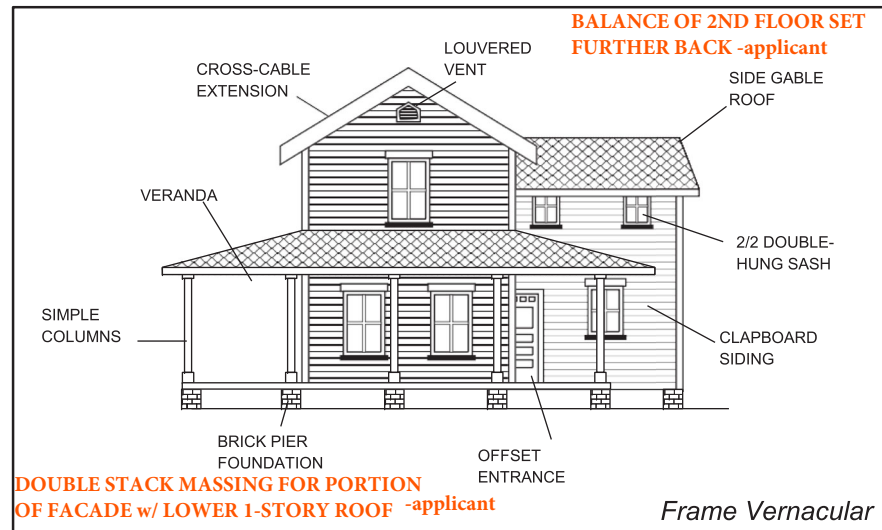 BALANCE OF 2ND FLOOR SET
FURTHER BACK -applicant
LOUVERED
VENT
CROSS-CABLE
EXTENSION
SIDE GABLE
ROOF
VERANDA
2/2 DOUBLE-
HUNG SASH
SIMPLE
COLUMNS
CLAPBOARD
SIDING
BRICK PIER
FOUNDATION
OFFSET
ENTRANCE
DOUBLE STACK MASSING FOR PORTION
OF FACADE w/ LOWER 1-STORY ROOF -applicant
Frame Vernacular